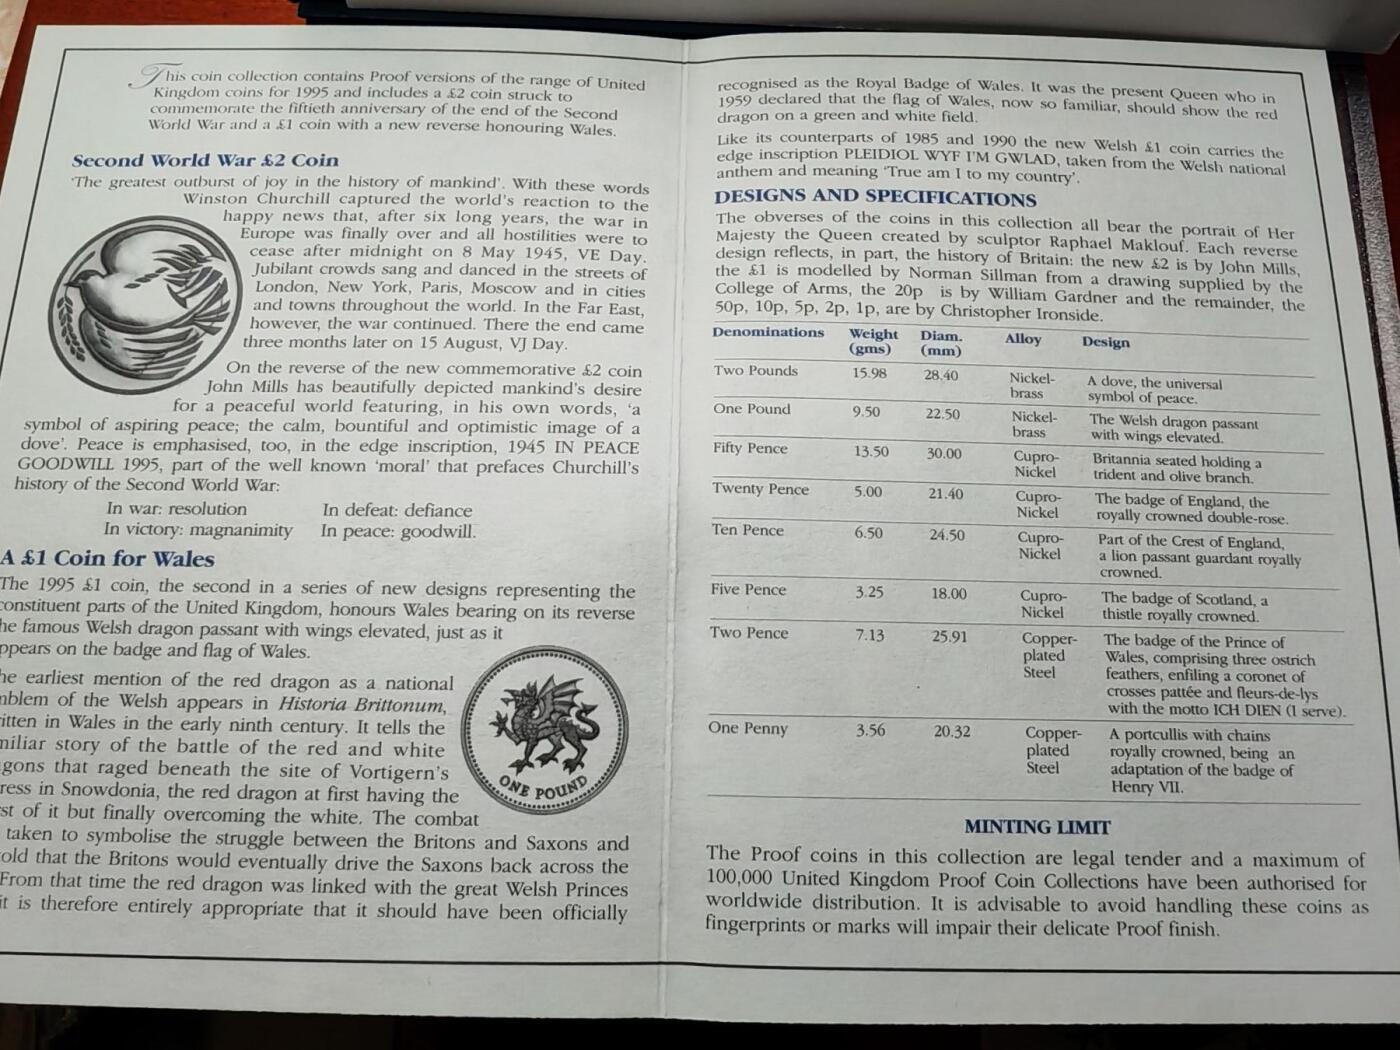 This coin collection contains Proof versions of the range of United
Kingdom coins for 1995 and includes a £2 coin struck to
commemorate the fiftieth anniversary of the end of the Second
World War and a £1 coin with a new reverse honouring Wales.
Second World War £2 Coin
'The greatest outburst of joy in the history of mankind'. With these words
Winston Churchill captured the world's reaction to the
happy news that, after six long years, the war in
Europe was finally over and all hostilities were to
cease after midnight on 8 May 1945, VE Day.
Jubilant crowds sang and danced in the streets of
London, New York, Paris, Moscow and in cities
and towns throughout the world. In the Far East,
however, the war continued. There the end came
three months later on 15 August, VJ Day.
On the reverse of the new commemorative £2 coin
John Mills has beautifully depicted mankind's desire
for a peaceful world featuring, in his own words, 'a
symbol of aspiring peace; the calm, bountiful and optimistic image of a
dove'. Peace is emphasised, too, in the edge inscription, 1945 IN PEACE
GOODWILL 1995, part of the well known 'moral' that prefaces Churchill's
history of the Second World War:
In war: resolution In defeat: defiance
In victory: magnanimity In peace: goodwill.
A £1 Coin for Wales
The 1995 £1 coin, the second in a series of new designs representing the
constituent parts of the United Kingdom, honours Wales bearing on its reverse
he famous Welsh dragon passant with wings elevated, just as it
ppears on the badge and flag of Wales.
he earliest mention of the red dragon as a national
mblem of the Welsh appears in Historia Brittonum,
itten in Wales in the early ninth century. It tells the
miliar story of the battle of the red and white
gons that raged beneath the site of Vortigern's
ress in Snowdonia, the red dragon at first having the
st of it but finally overcoming the white. The combat
taken to symbolise the struggle between the Britons and Saxons and
old that the Britons would eventually drive the Saxons back across the
From that time the red dragon was linked with the great Welsh Princes
it is therefore entirely appropriate that it should have been officially
ONE POUND
recognised as the Royal Badge of Wales. It was the present Queen who in
1959 declared that the flag of Wales, now so familiar, should show the red
dragon on a green and white field.
Like its counterparts of 1985 and 1990 the new Welsh £1 coin carries the
edge inscription PLEIDIOL WYF I'M GWLAD, taken from the Welsh national
anthem and meaning 'True am I to my country'.
DESIGNS AND SPECIFICATIONS
The obverses of the coins in this collection all bear the portrait of Her
Majesty the Queen created by sculptor Raphael Maklouf. Each reverse
design reflects, in part, the history of Britain: the new £2 is by John Mills,
the £1 is modelled by Norman Sillman from a drawing supplied by the
College of Arms, the 20p is by William Gardner and the remainder, the
50p, 10p, 5p, 2p, 1p, are by Christopher Ironside.
Denominations Weight Diam. Alloy Design
(gms) (mm)
Two Pounds 15.98 28.40 Nickel- A dove, the universal
brass symbol of peace.
One Pound 9.50 22.50 Nickel- The Welsh dragon passant
brass with wings elevated.
Fifty Pence 13.50 30.00 Cupro- Britannia seated holding a
Nickel trident and olive branch.
Twenty Pence 5.00 21.40 Cupro- The badge of England, the
Nickel royally crowned double-rose.
Ten Pence 6.50 24.50 Cupro- Part of the Crest of England,
Nickel a lion passant guardant royally
crowned.
Five Pence 3.25 18.00 Cupro- The badge of Scotland, a
Nickel thistle royally crowned.
Two Pence 7.13 25.91 Copper- The badge of the Prince of
plated Wales, comprising three ostrich
Steel feathers, enfiling a coronet of
crosses pattée and fleurs-de-lys
with the motto ICH DIEN (I serve).
One Penny 3.56 20.32 Copper- A portcullis with chains
plated royally crowned, being an
Steel adaptation of the badge of
Henry VII.
MINTING LIMIT
The Proof coins in this collection are legal tender and a maximum of
100,000 United Kingdom Proof Coin Collections have been authorised for
worldwide distribution. It is advisable to avoid handling these coins as
fingerprints or marks will impair their delicate Proof finish.